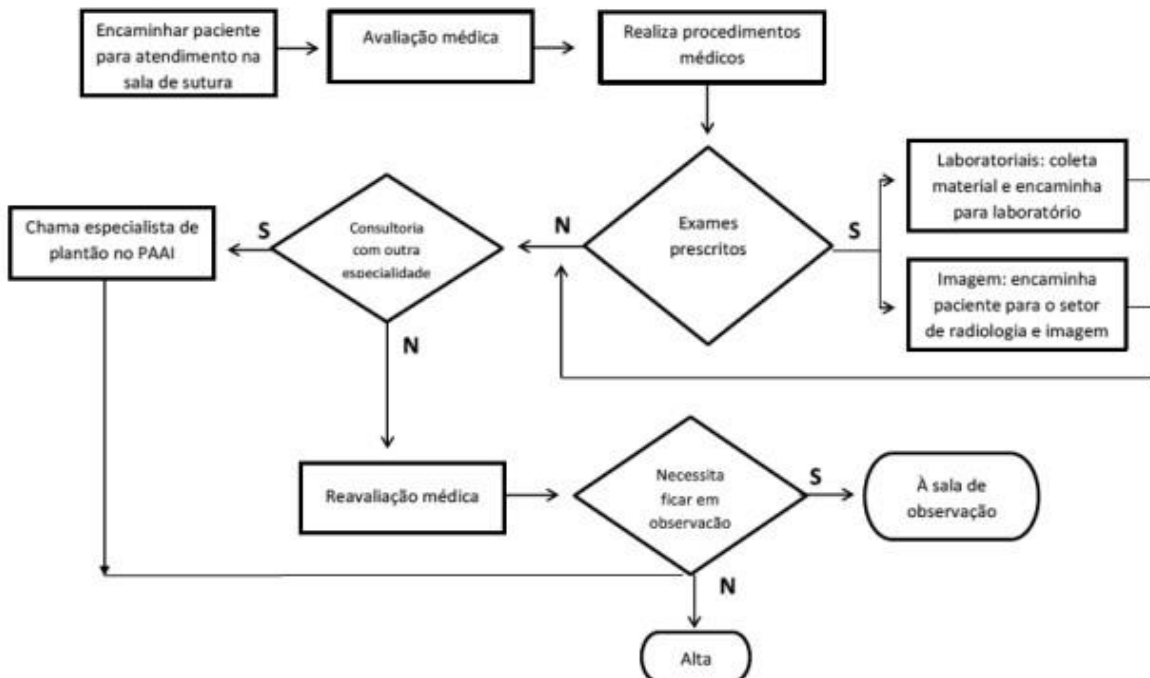 Encaminhar paciente
para atendimento na
sala de sutura
Avaliação médica
Realiza procedimentos
médicos
Laboratoriais: coleta
material e encaminha
para laboratório
Chama especialista de
plantão no PAAI
S
Consultoria
com outra
especialidade
N
Exames
prescritos
S
Imagem: encaminha
paciente para o setor
de radiologia e imagem
N
Reavaliação médica
Necessita
ficar em
observacão
S
À sala de
observação
N
Alta